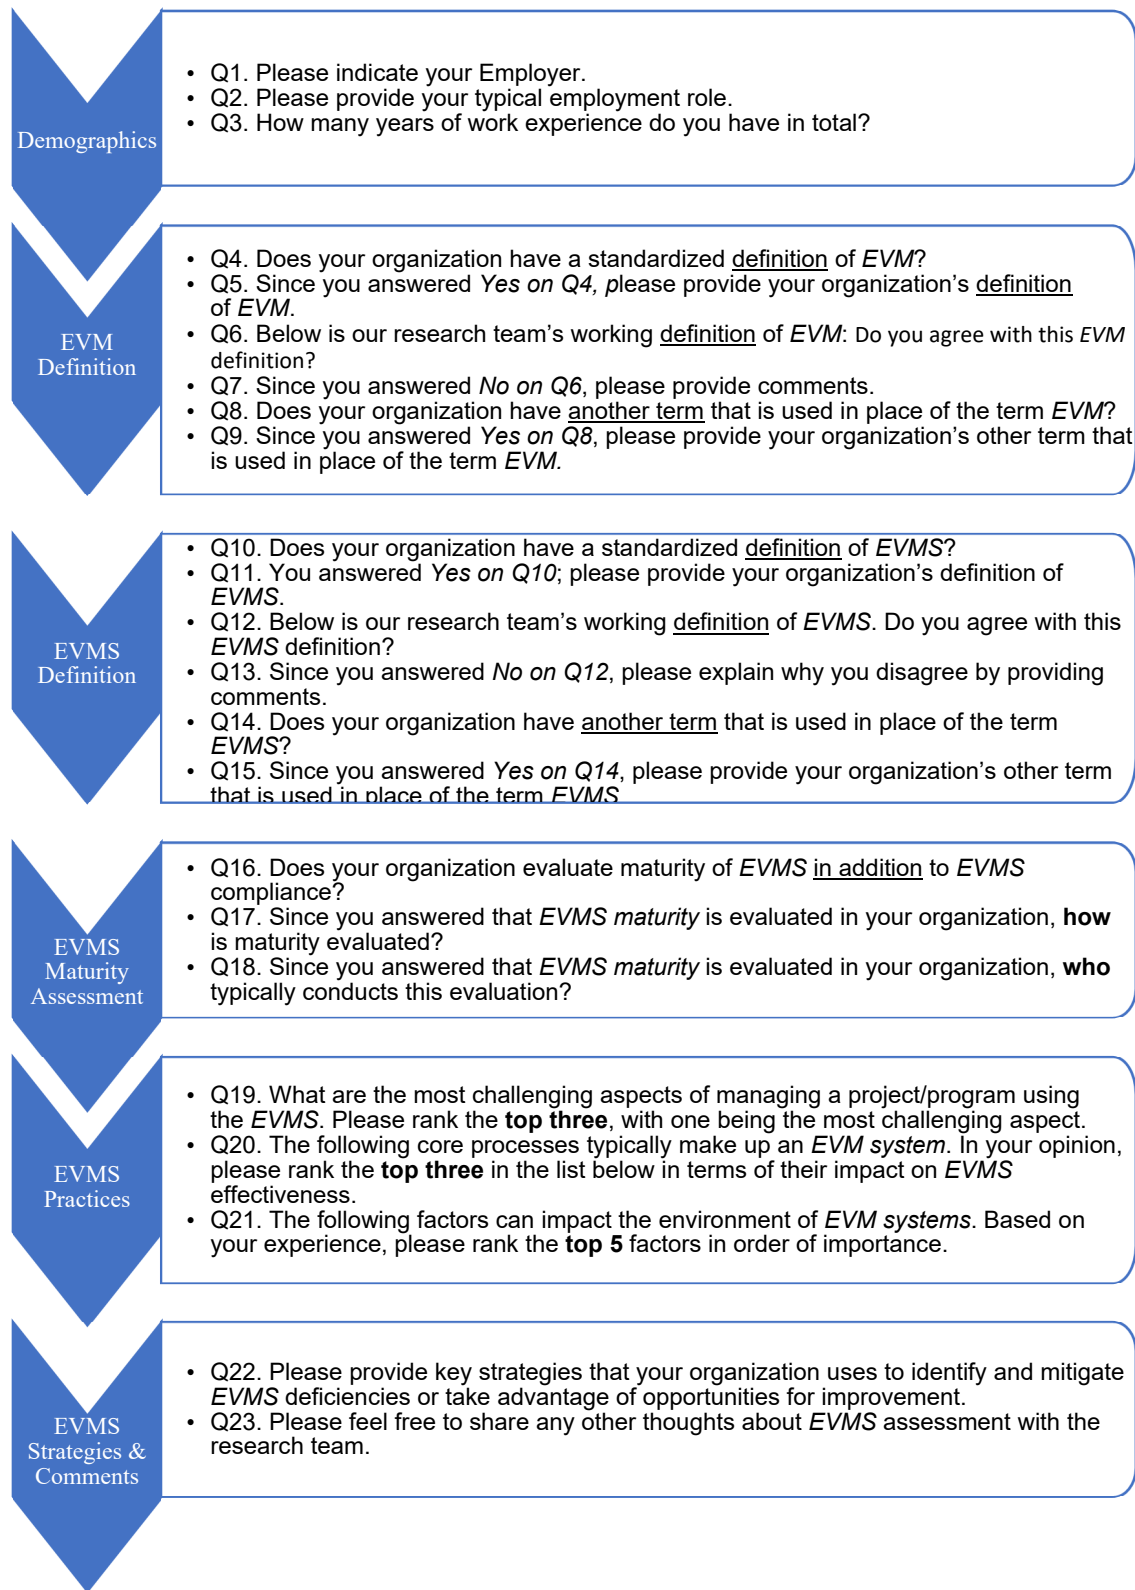 Demographics
• Q1. Please indicate your Employer.
• Q2. Please provide your typical employment role.
• Q3. How many years of work experience do you have in total?
EVM
Definition
• Q4. Does your organization have a standardized definition of EVM?
• Q5. Since you answered Yes on Q4, please provide your organization’s definition
of EVM.
• Q6. Below is our research team’s working definition of EVM: Do you agree with this EVM
definition?
• Q7. Since you answered No on Q6, please provide comments.
• Q8. Does your organization have another term that is used in place of the term EVM?
• Q9. Since you answered Yes on Q8, please provide your organization’s other term that
is used in place of the term EVM.
EVMS
Definition
• Q10. Does your organization have a standardized definition of EVMS?
• Q11. You answered Yes on Q10; please provide your organization’s definition of
EVMS.
• Q12. Below is our research team’s working definition of EVMS. Do you agree with this
EVMS definition?
• Q13. Since you answered No on Q12, please explain why you disagree by providing
comments.
• Q14. Does your organization have another term that is used in place of the term
EVMS?
• Q15. Since you answered Yes on Q14, please provide your organization’s other term
that is used in place of the term EVMS
EVMS
Maturity
Assessment
• Q16. Does your organization evaluate maturity of EVMS in addition to EVMS
compliance?
• Q17. Since you answered that EVMS maturity is evaluated in your organization, how
is maturity evaluated?
• Q18. Since you answered that EVMS maturity is evaluated in your organization, who
typically conducts this evaluation?
EVMS
Practices
• Q19. What are the most challenging aspects of managing a project/program using
the EVMS. Please rank the top three, with one being the most challenging aspect.
• Q20. The following core processes typically make up an EVM system. In your opinion,
please rank the top three in the list below in terms of their impact on EVMS
effectiveness.
• Q21. The following factors can impact the environment of EVM systems. Based on
your experience, please rank the top 5 factors in order of importance.
EVMS
Strategies &
Comments
• Q22. Please provide key strategies that your organization uses to identify and mitigate
EVMS deficiencies or take advantage of opportunities for improvement.
• Q23. Please feel free to share any other thoughts about EVMS assessment with the
research team.